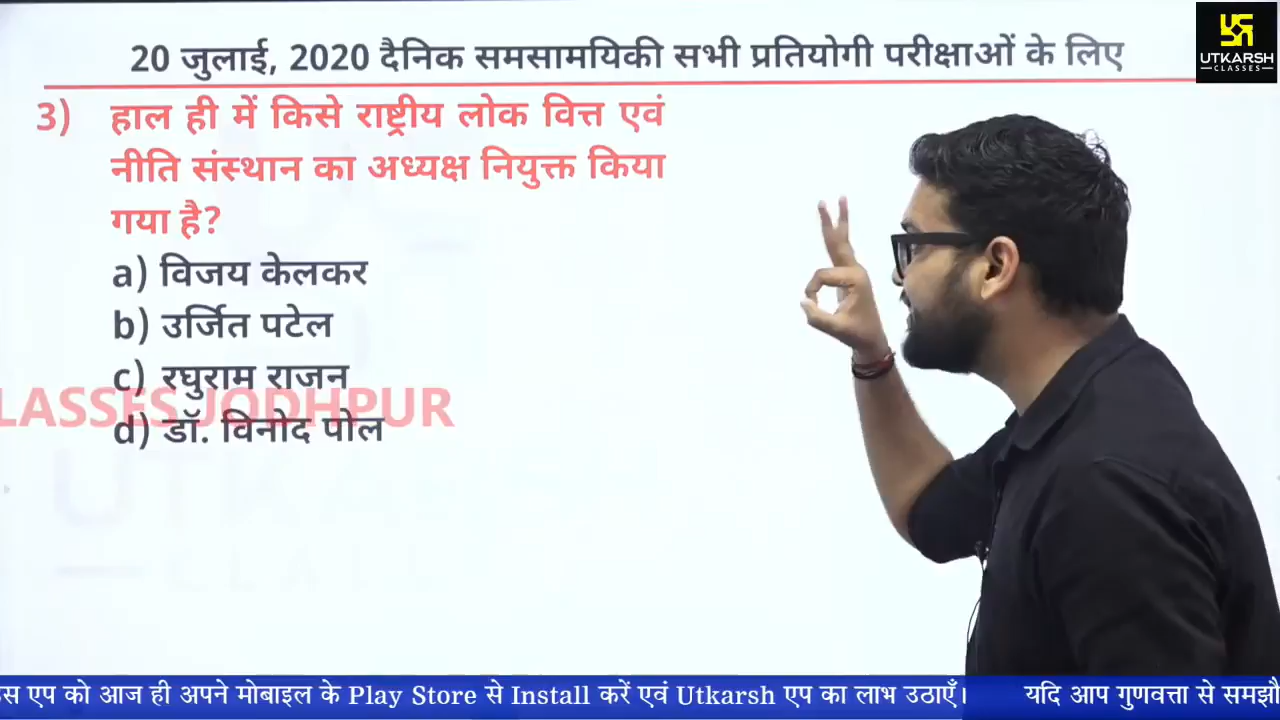 UTKARSH
CLASSES
20 जुलाई, 2020 दैनिक समसामयिकी सभी प्रतियोगी परीक्षाओं के लिए
3) हाल ही में किसे राष्ट्रीय लोक वित्त एवं
नीति संस्थान का अध्यक्ष नियुक्त किया
गया है?
a) विजय केलकर
b) उर्जित पटेल
c) रघुराम राजन
LASSES JODHPUR
d) डॉ. विनोद पोल
एप को आज ही अपने मोबाइल के Play Store से Install करें एवं Utkarsh एप का लाभ उठाएँ। यदि आप गुणवत्ता से